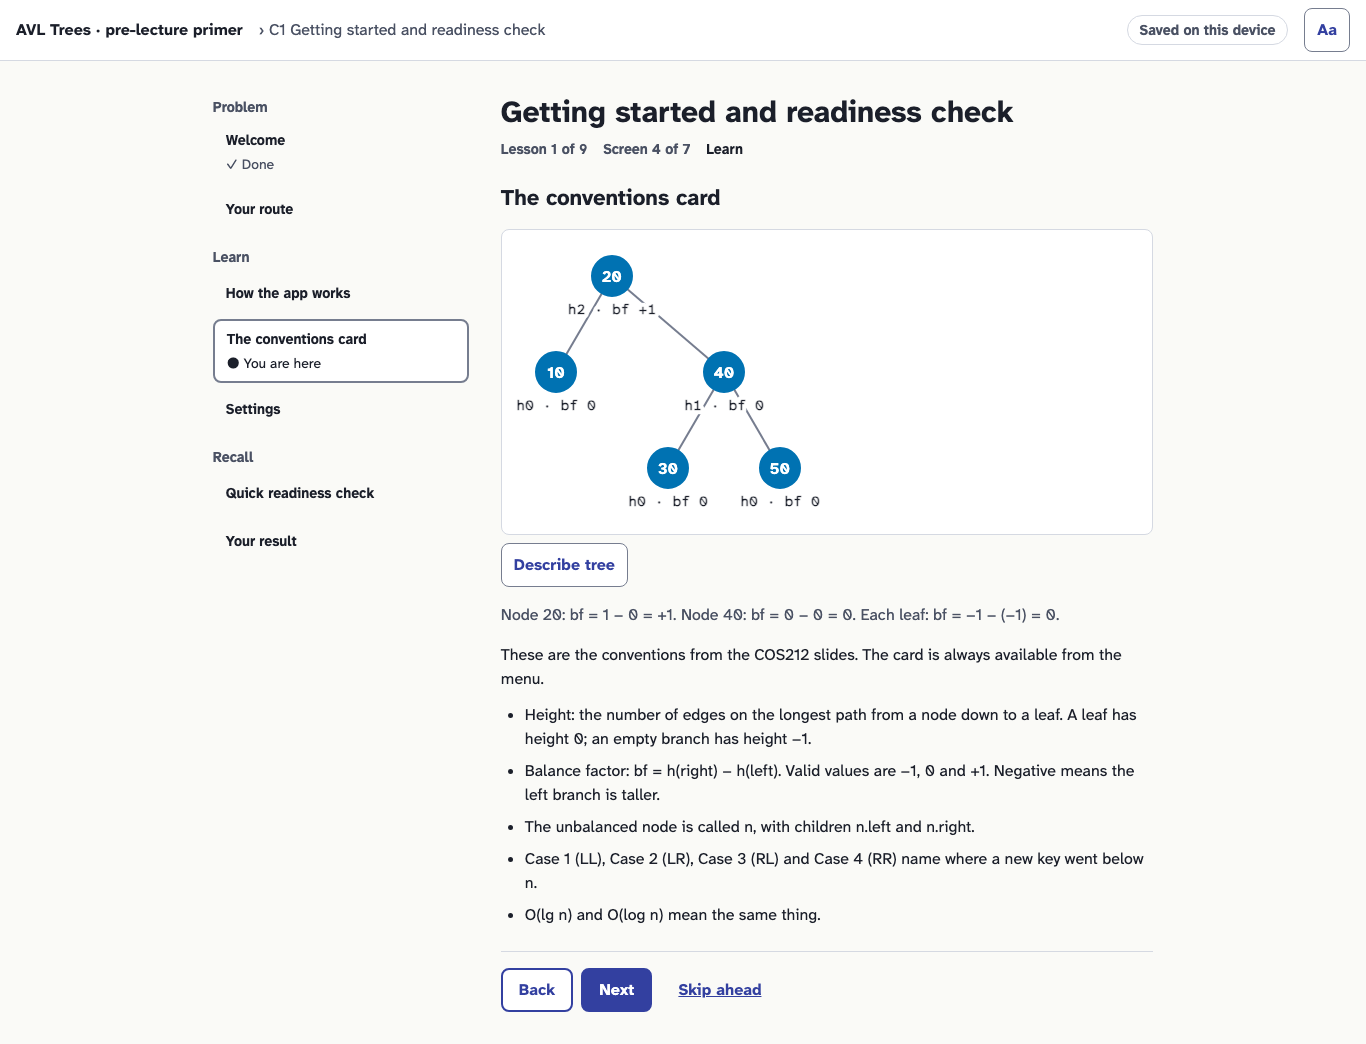 AVL Trees · pre-lecture primer › C1 Getting started and readiness check
Saved on this device
Aa
Problem
Welcome
✓ Done
Your route
Learn
How the app works
The conventions card
● You are here
Settings
Recall
Quick readiness check
Your result
Getting started and readiness check
Lesson 1 of 9 Screen 4 of 7 Learn
The conventions card
20
h2 · bf +1
10
40
h0 · bf 0
h1 · bf 0
30
50
h0 · bf 0
h0 · bf 0
Describe tree
Node 20: bf = 1 − 0 = +1. Node 40: bf = 0 − 0 = 0. Each leaf: bf = −1 − (−1) = 0.
These are the conventions from the COS212 slides. The card is always available from the
menu.
• Height: the number of edges on the longest path from a node down to a leaf. A leaf has
height 0; an empty branch has height −1.
• Balance factor: bf = h(right) − h(left). Valid values are −1, 0 and +1. Negative means the
left branch is taller.
• The unbalanced node is called n, with children n.left and n.right.
• Case 1 (LL), Case 2 (LR), Case 3 (RL) and Case 4 (RR) name where a new key went below
n.
• O(lg n) and O(log n) mean the same thing.
Back
Next
Skip ahead